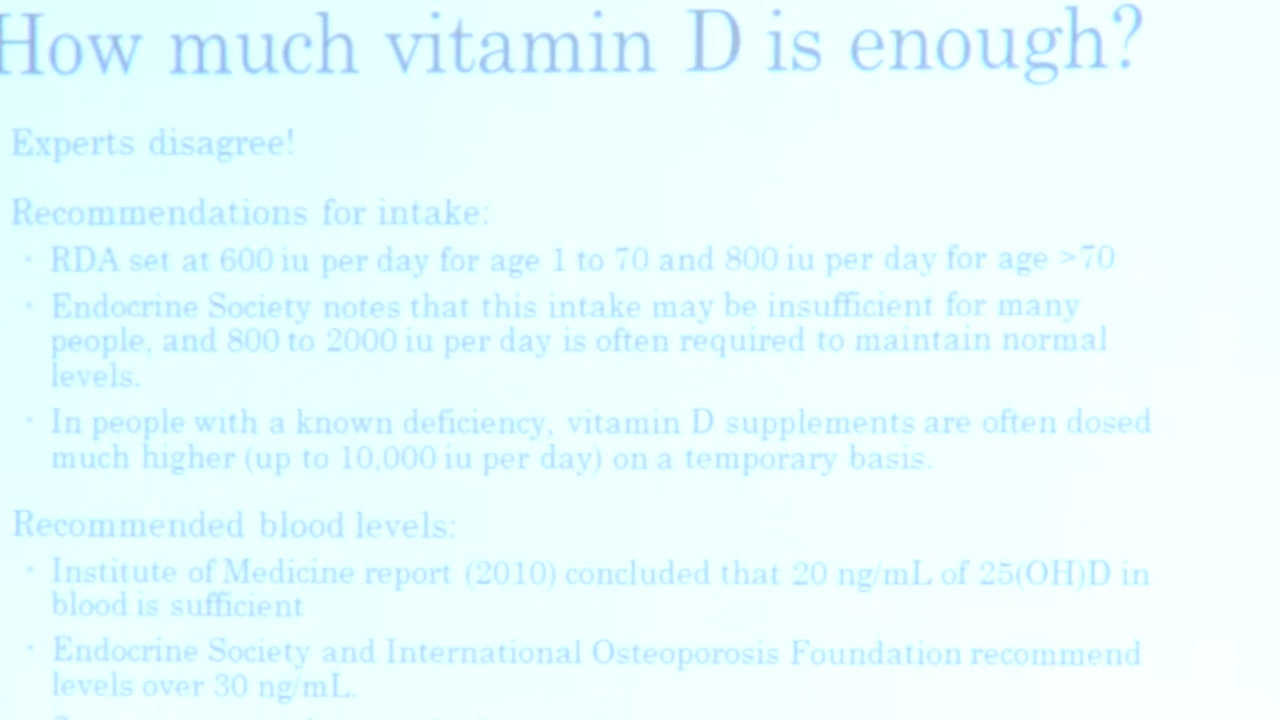 How much vitamin D is enough?
Experts disagree!
Recommendations for intake:
· RDA set at 600 iu per day for age 1 to 70 and 800 iu per day for age >70
· Endocrine Society notes that this intake may be insufficient for many
people, and 800 to 2000 iu per day is often required to maintain normal
levels.
· In people with a known deficiency, vitamin D supplements are often dosed
much higher (up to 10,000 iu per day) on a temporary basis.
Recommended blood levels:
· Institute of Medicine report (2010) concluded that 20 ng/mL of 25(OH)D in
blood is sufficient
· Endocrine Society and International Osteoporosis Foundation recommend
levels over 30 ng/mL.